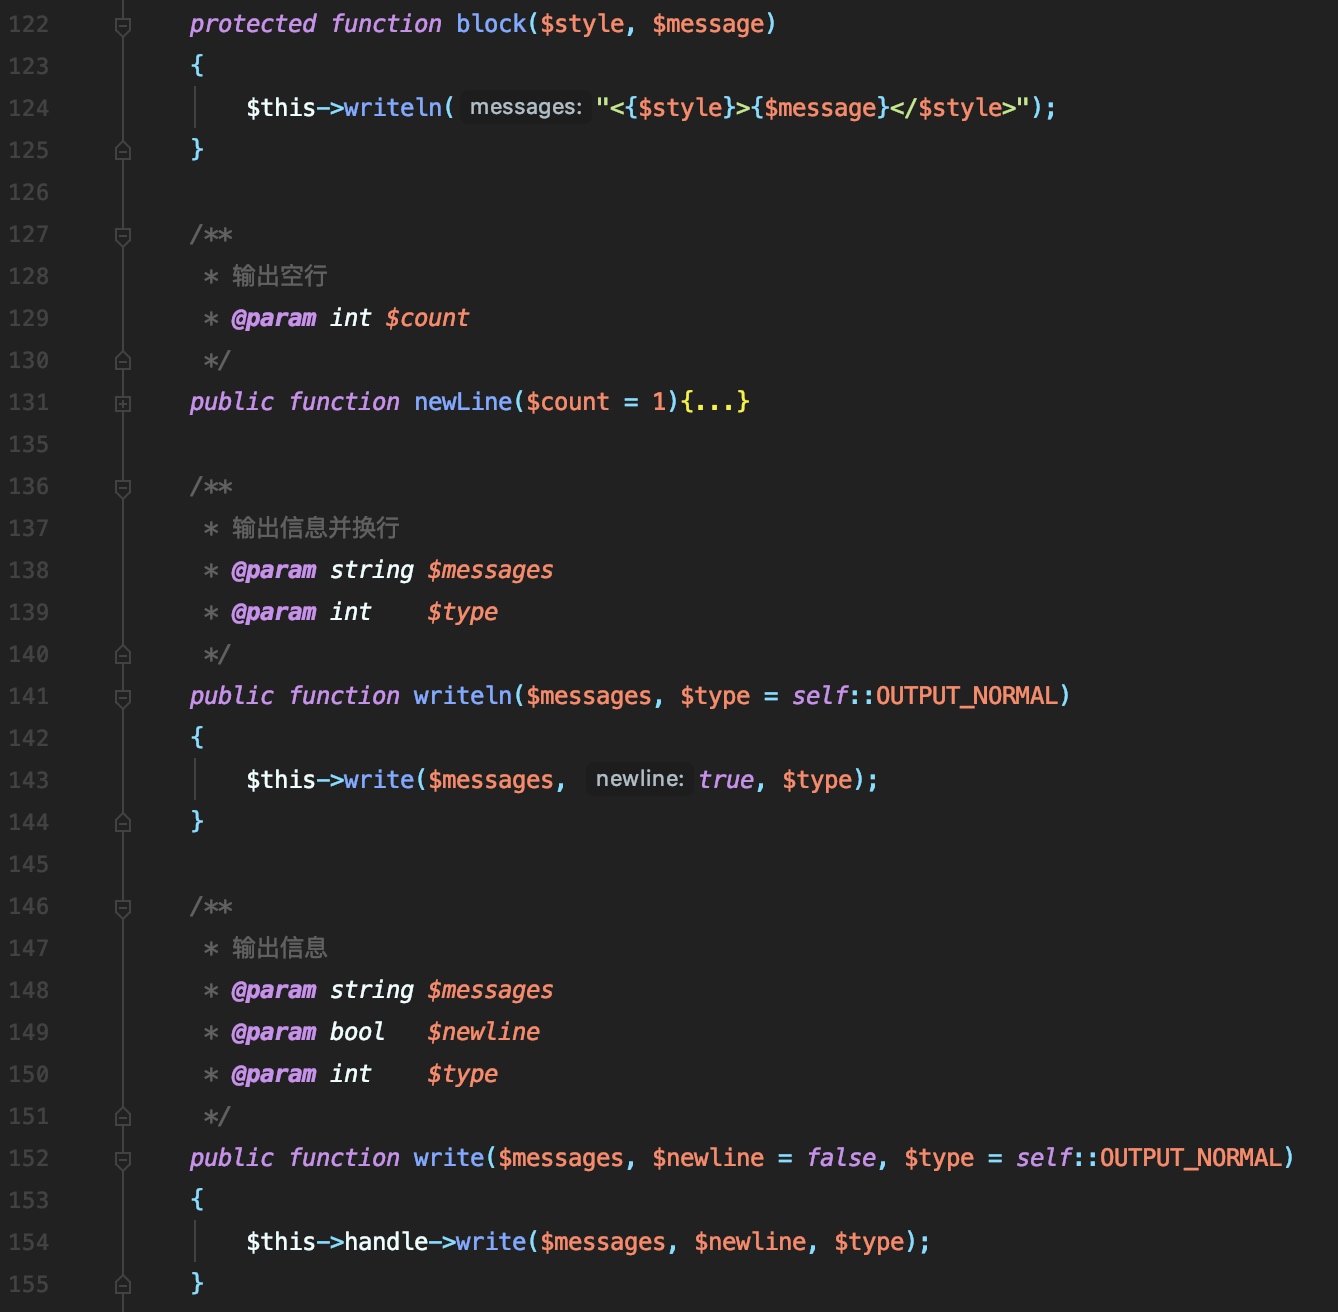 122 protected function block($style, $message)
123 {
124 $this->writeln( messages: "<{$style}>{$message}</$style>");
125 }
126
127 /**
128 * 输出空行
129 * @param int $count
130 */
131 public function newLine($count = 1){...}
135
136 /**
137 * 输出信息并换行
138 * @param string $messages
139 * @param int $type
140 */
141 public function writeln($messages, $type = self::OUTPUT_NORMAL)
142 {
143 $this->write($messages, newline: true, $type);
144 }
145
146 /**
147 * 输出信息
148 * @param string $messages
149 * @param bool $newline
150 * @param int $type
151 */
152 public function write($messages, $newline = false, $type = self::OUTPUT_NORMAL)
153 {
154 $this->handle->write($messages, $newline, $type);
155 }